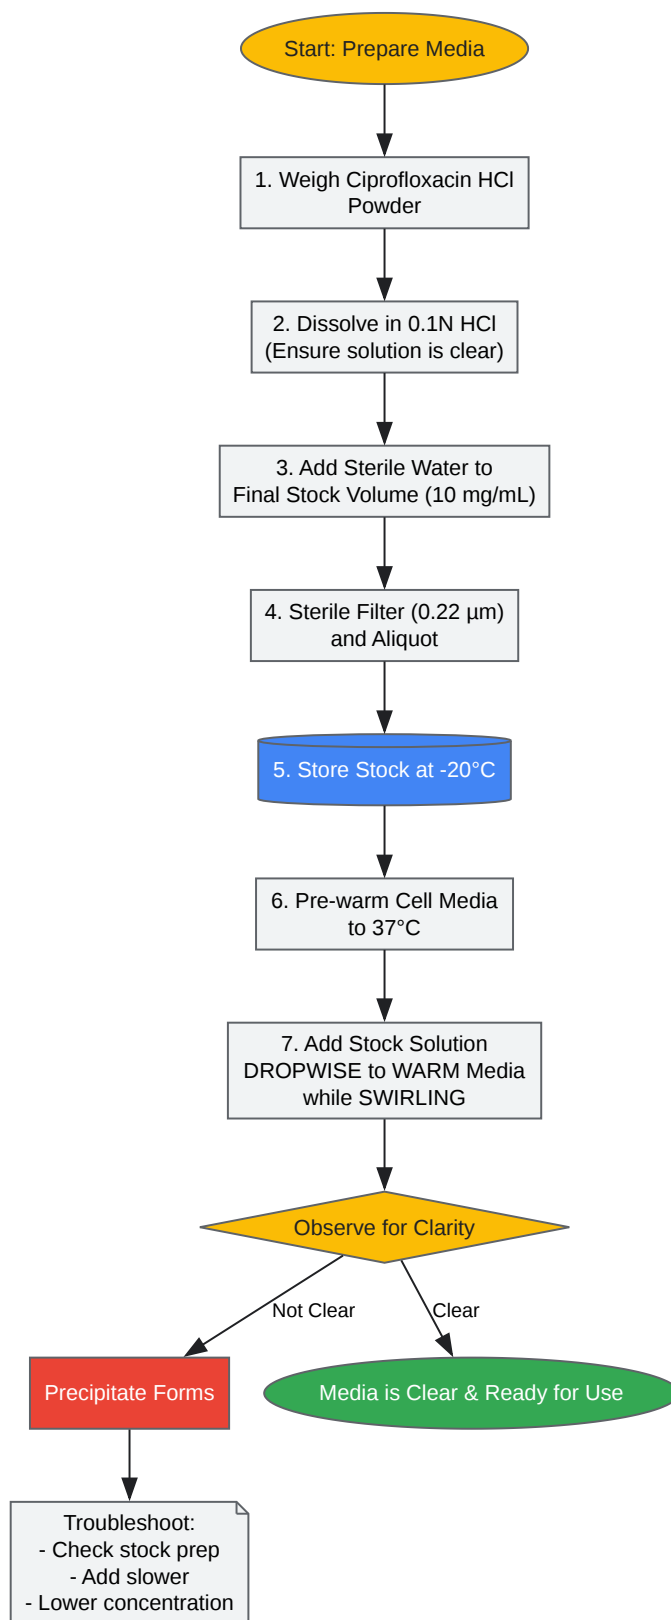 Start: Prepare Media
1. Weigh Ciprofloxacin HCl
Powder
2. Dissolve in 0.1N HCl
(Ensure solution is clear)
3. Add Sterile Water to
Final Stock Volume (10 mg/mL)
4. Sterile Filter (0.22 µm)
and Aliquot
5. Store Stock at -20°C
6. Pre-warm Cell Media
to 37°C
7. Add Stock Solution
DROPWISE to WARM Media
while SWIRLING
Observe for Clarity
Not Clear
Clear
Precipitate Forms
Media is Clear & Ready for Use
Troubleshoot:
- Check stock prep
- Add slower
- Lower concentration